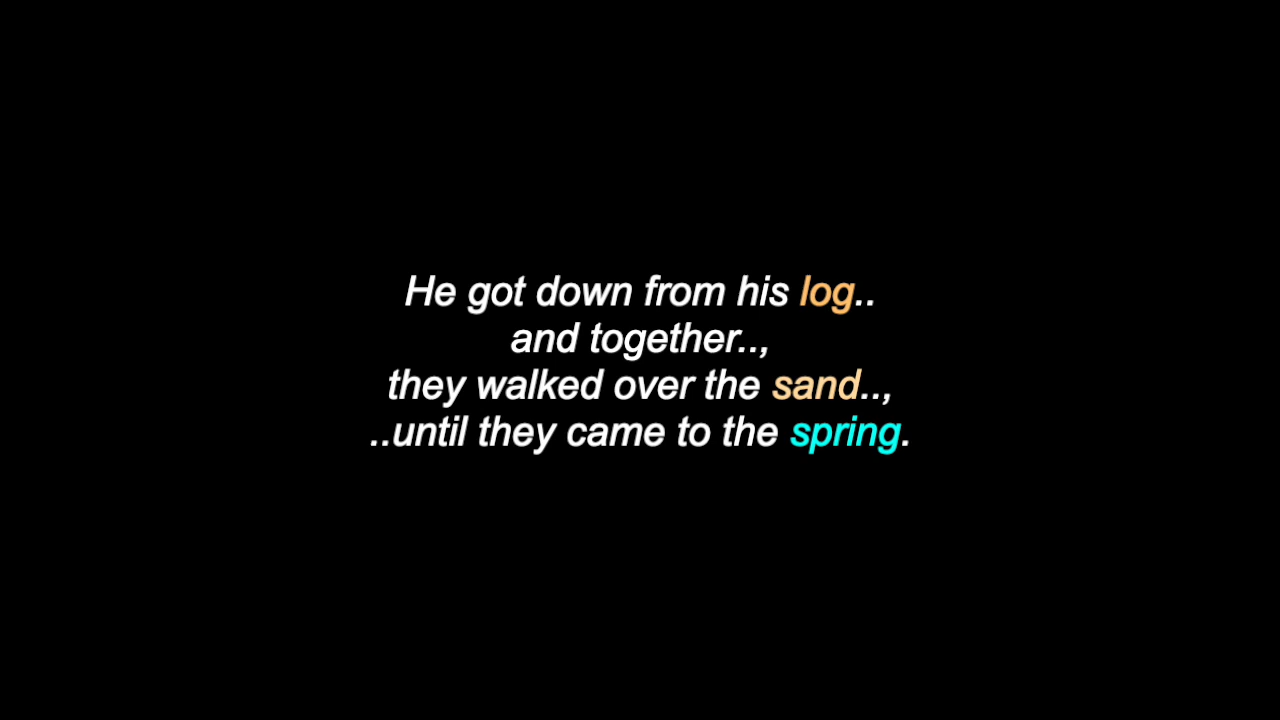 He got down from his log..
and together..,
they walked over the sand..,
..until they came to the spring.